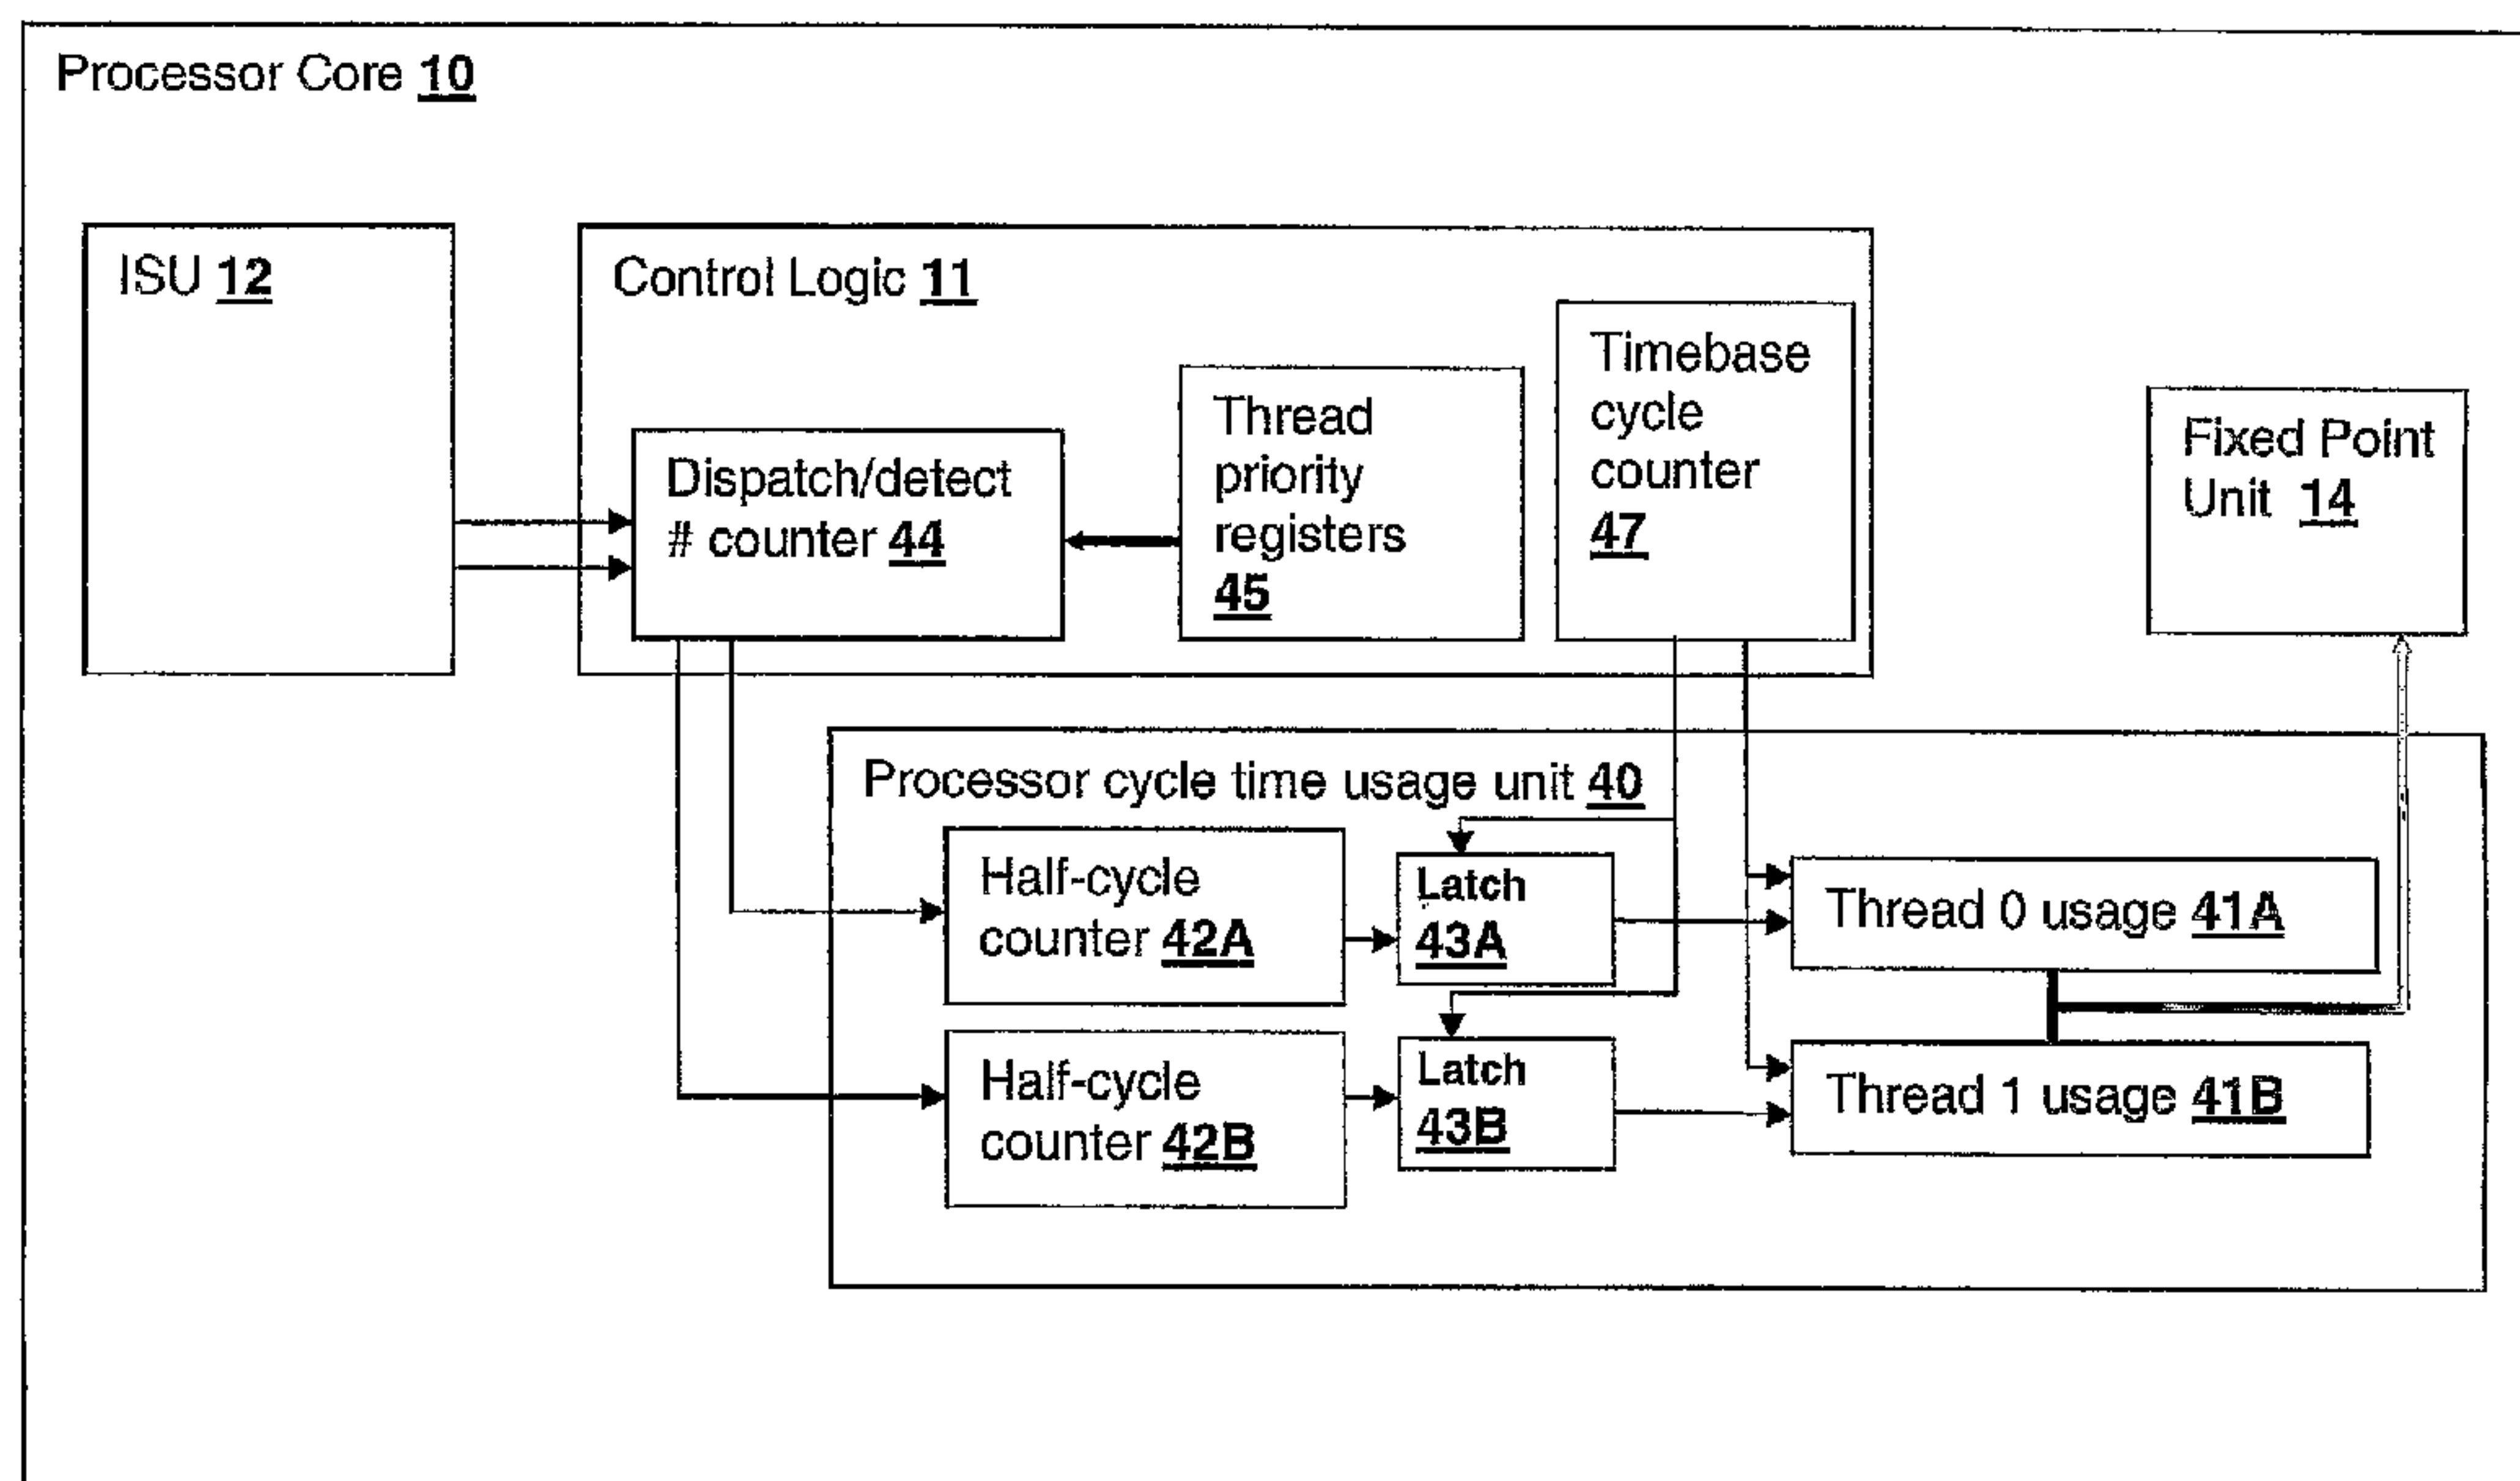 Processor Core 10
ISU 12
Control Logic 11
Dispatch/detect
# counter 44
Thread
priority
registers
45
Timebase
cycle
counter
47
Fixed Point
Unit 14
Processor cycle time usage unit 40
Half-cycle
counter 42A
Latch
43A
Thread 0 usage 41A
Half-cycle
counter 42B
Latch
43B
Thread 1 usage 41B